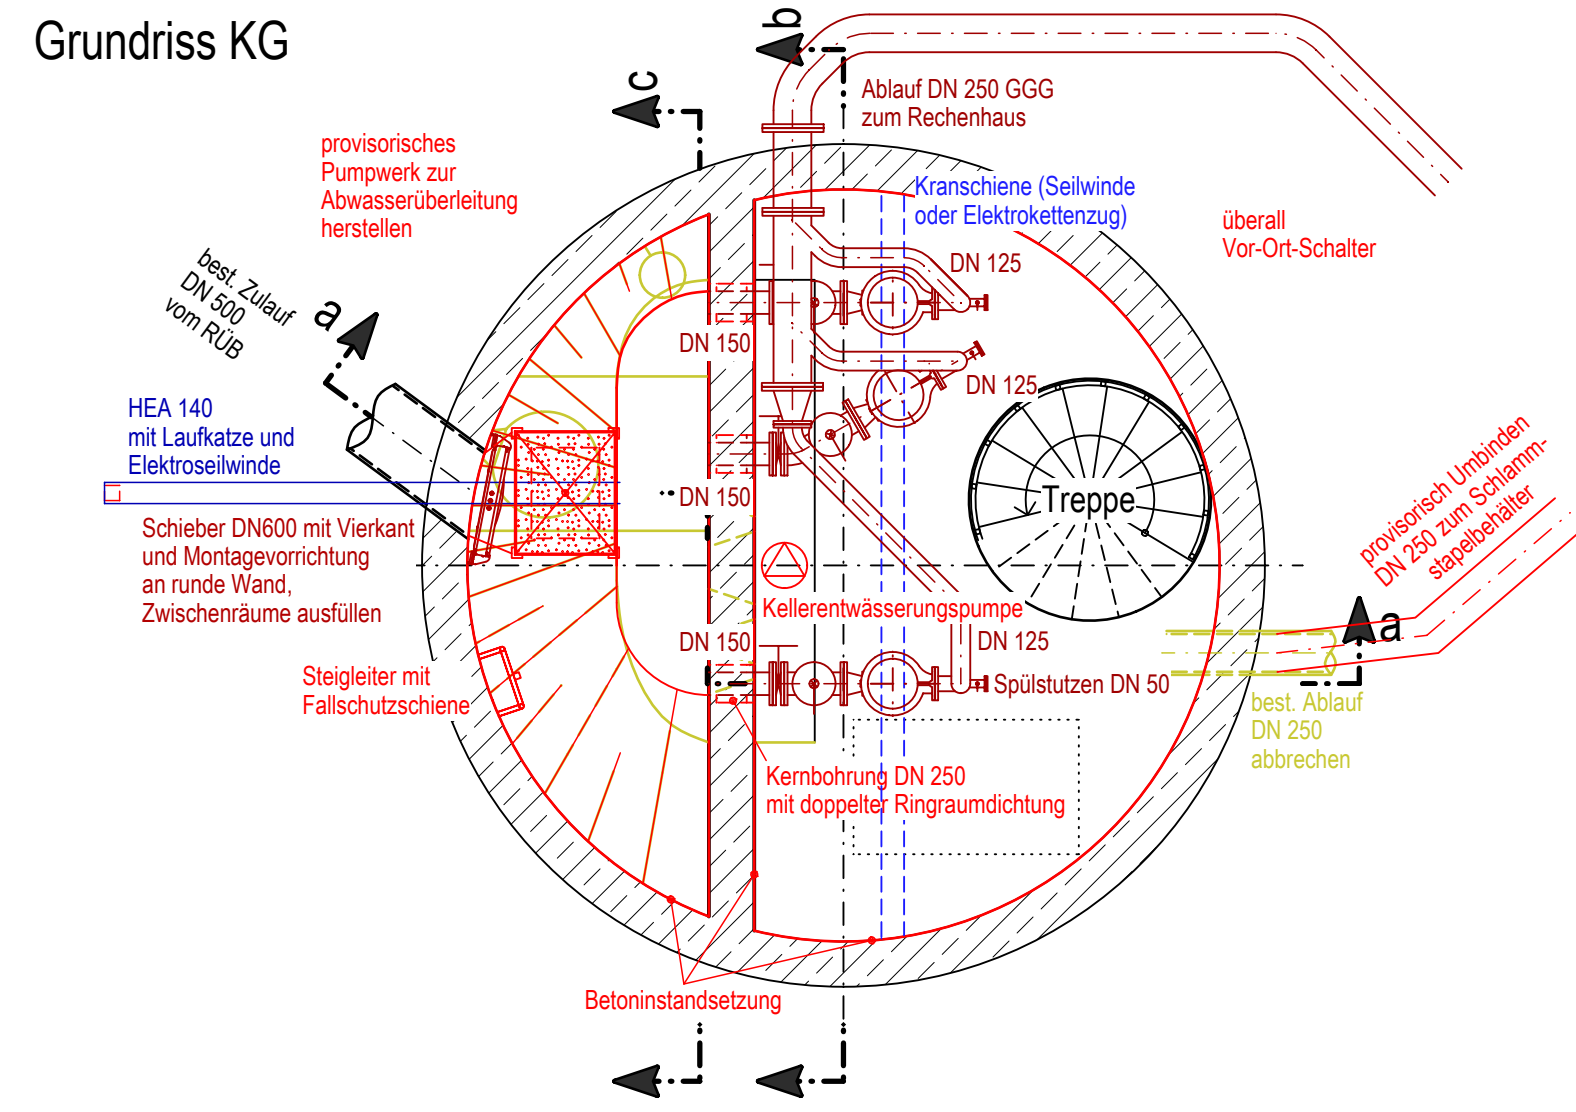 Grundriss KG
b
c
Ablauf DN 250 GGG
zum Rechenhaus
provisorisches
Pumpwerk zur
Abwasserüberleitung
herstellen
Kranschiene (Seilwinde
oder Elektrokettenzug)
überall
Vor-Ort-Schalter
best. Zulauf
DN 500
vom RÜB
a
DN 125
DN 150
DN 125
HEA 140
mit Laufkatze und
Elektroseilwinde
DN 150
Treppe
provisorisch Umbinden
DN 250 zum Schlamm-
stapelbehälter
Schieber DN600 mit Vierkant
und Montagevorrichtung
an runde Wand,
Zwischenräume ausfüllen
Kellerentwässerungspumpe
DN 150
DN 125
a
Steigleiter mit
Fallschutzschiene
Spülstutzen DN 50
best. Ablauf
DN 250
abbrechen
Kernbohrung DN 250
mit doppelter Ringraumdichtung
Betoninstandsetzung